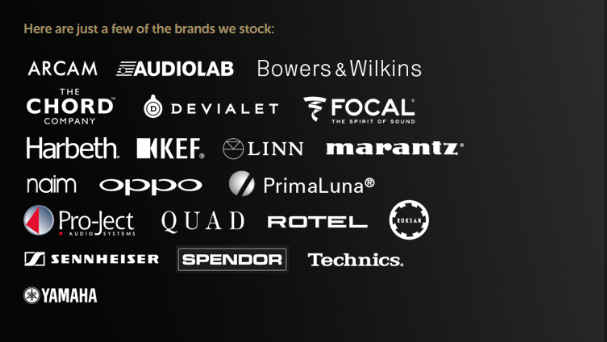 Here are just a few of the brands we stock:
ARCAM AUDIOLAB Bowers & Wilkins
THE CHORD COMPANY DEVIALET FOCAL® THE SPIRIT OF SOUND
Harbeth. KEF® LINN marantz®
naim oppo PrimaLuna®
Pro-Ject AUDIO SYSTEMS QUAD ROTEL ROKSAN
SENNHEISER SPENDOR Technics.
YAMAHA